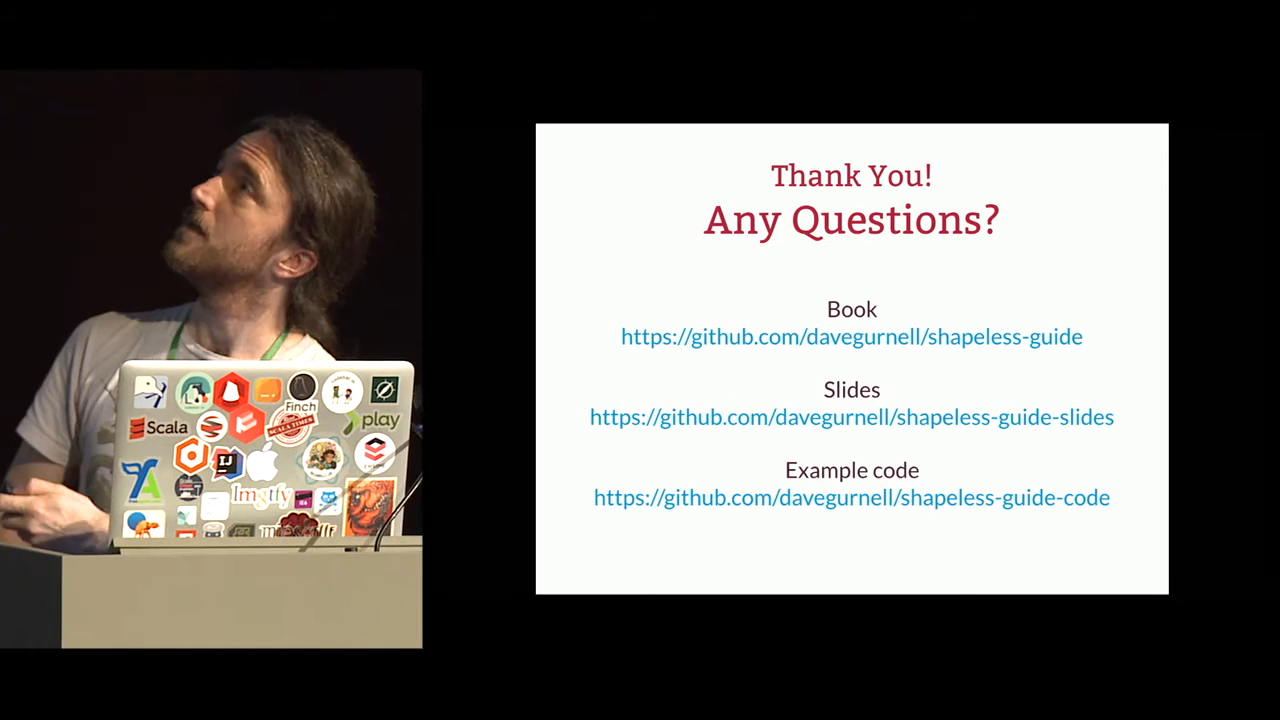 Thank You!
Any Questions?
Book
https://github.com/davegurnell/shapeless-guide
Slides
https://github.com/davegurnell/shapeless-guide-slides
Example code
https://github.com/davegurnell/shapeless-guide-code
Finch
Scala
SCALA TIMES
play
IJ
lmgtfy